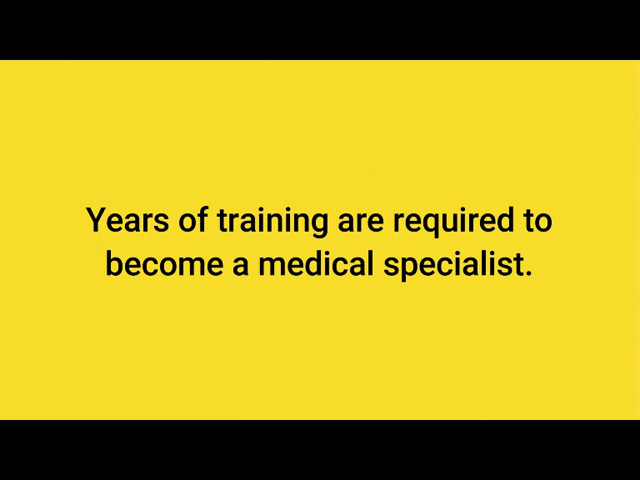 Years of training are required to
become a medical specialist.